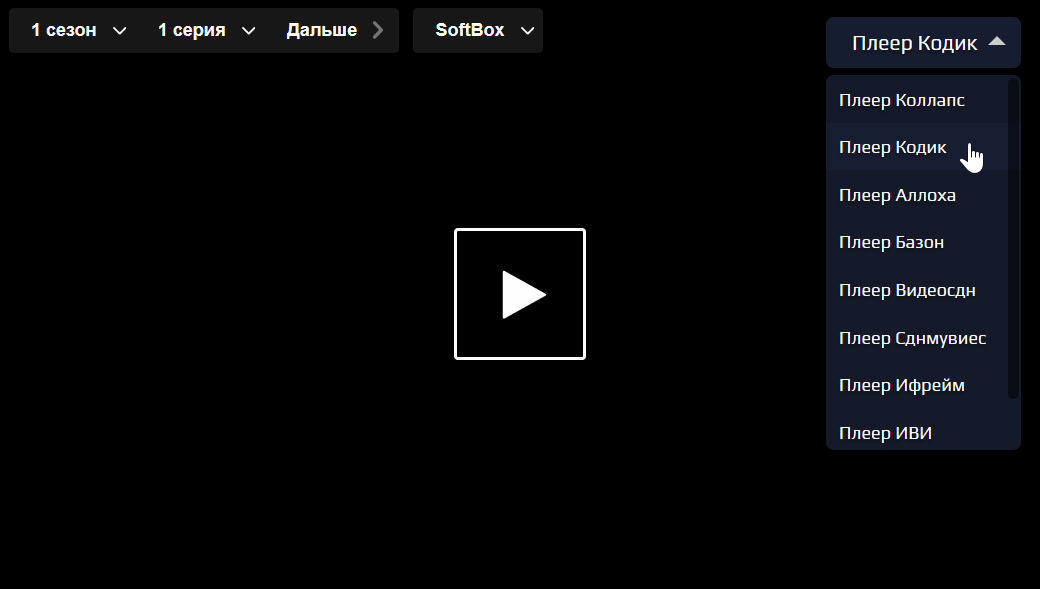 1 сезон 1 серия Дальше SoftBox
Плеер Кодик
Плеер Коллапс
Плеер Кодик
Плеер Аллоха
Плеер Базон
Плеер Видеосдн
Плеер Сднмувиес
Плеер Ифрейм
Плеер ИВИ